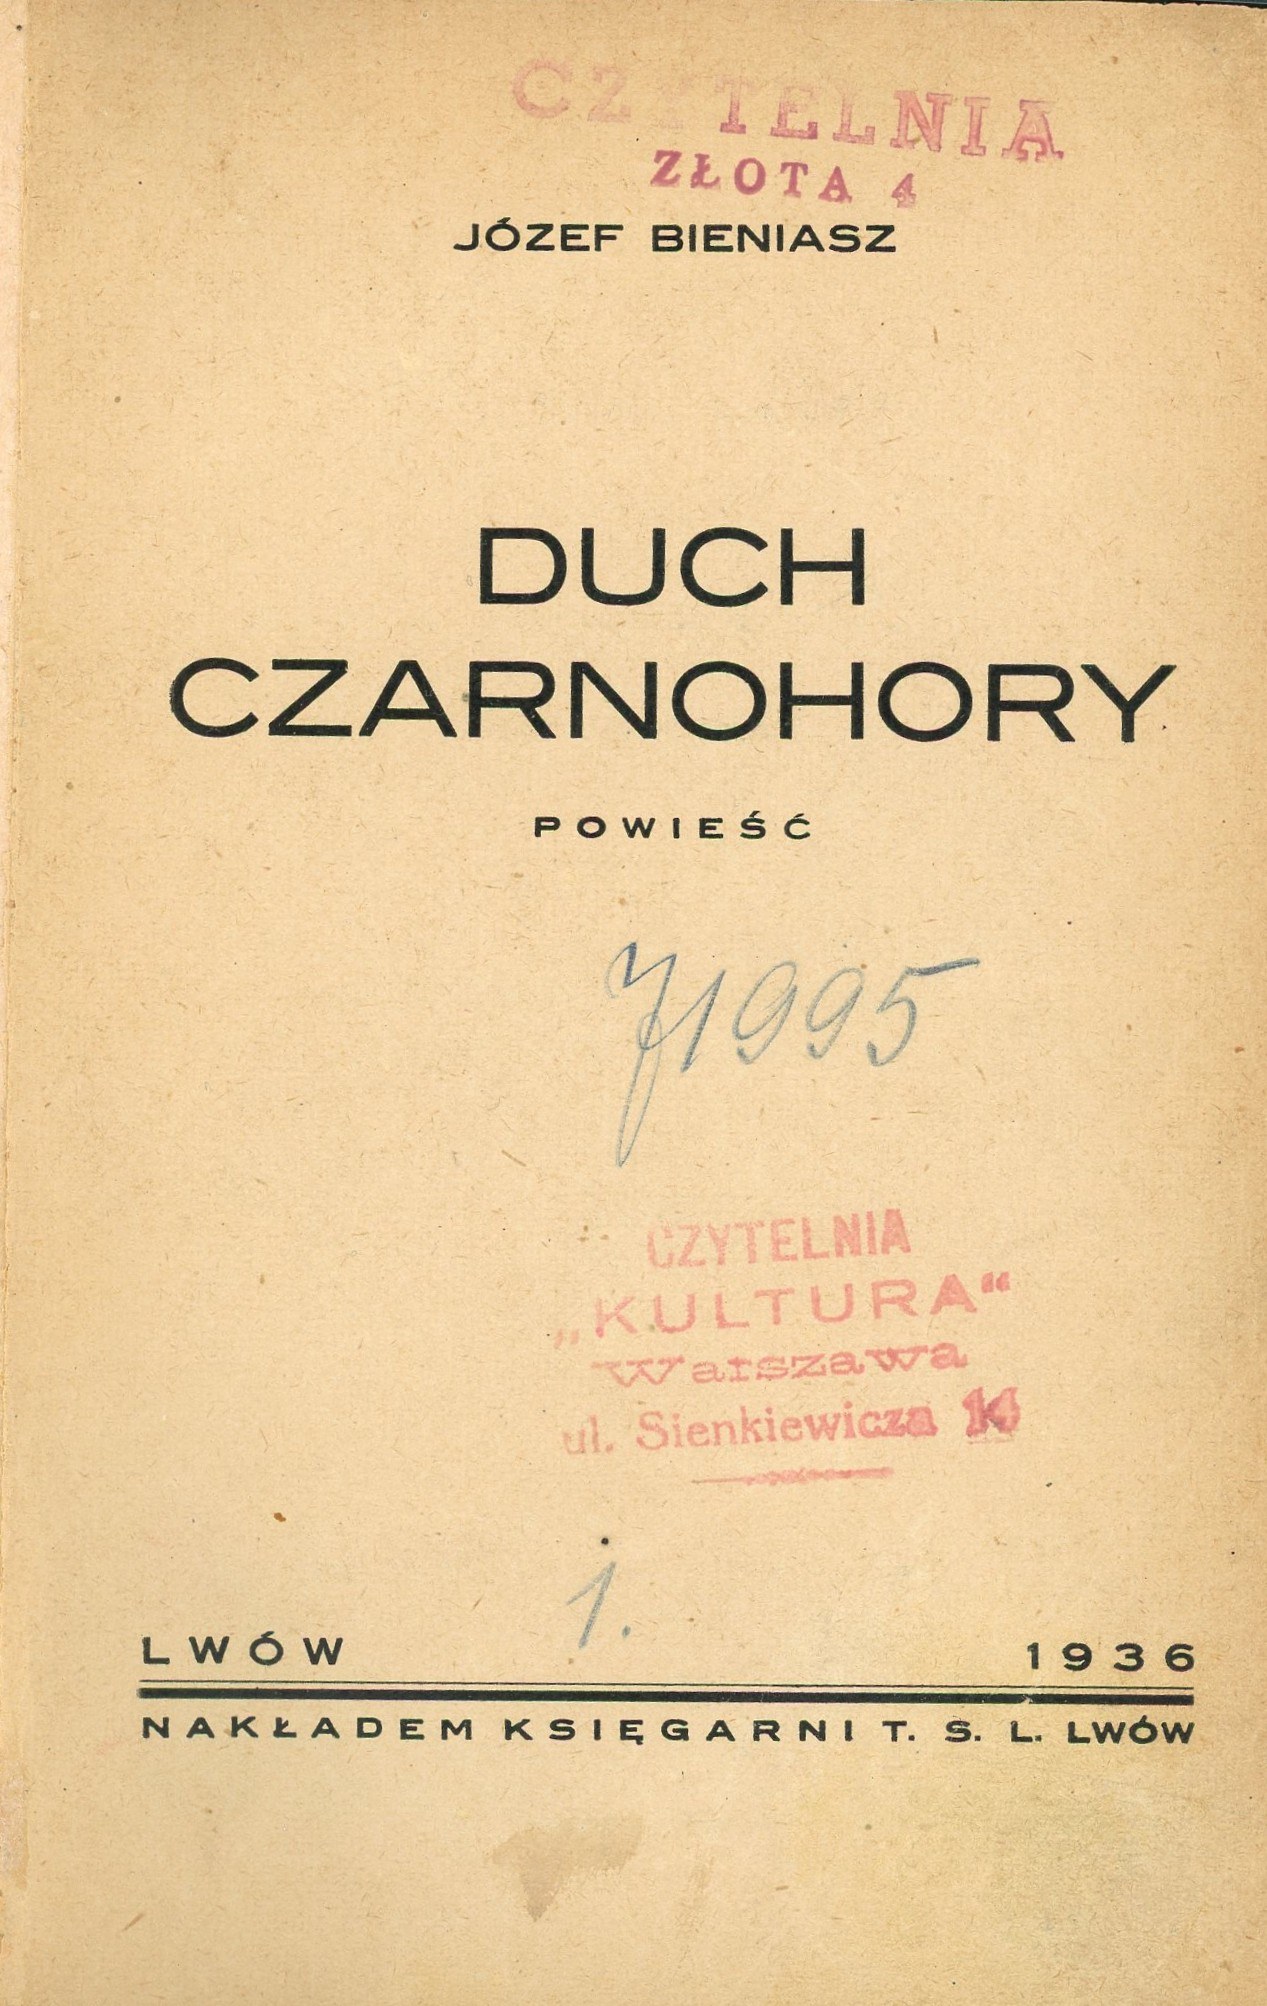 CZYTELNIA
ZŁOTA 4
JÓZEF BIENIASZ
DUCH
CZARNOHORY
POWIEŚĆ
71995
CZYTELNIA
„KULTURA“
Warszawa
ul. Sienkiewicza
1.
LWÓW 1936
NAKŁADEM KSIĘGARNI T. S. L. LWÓW